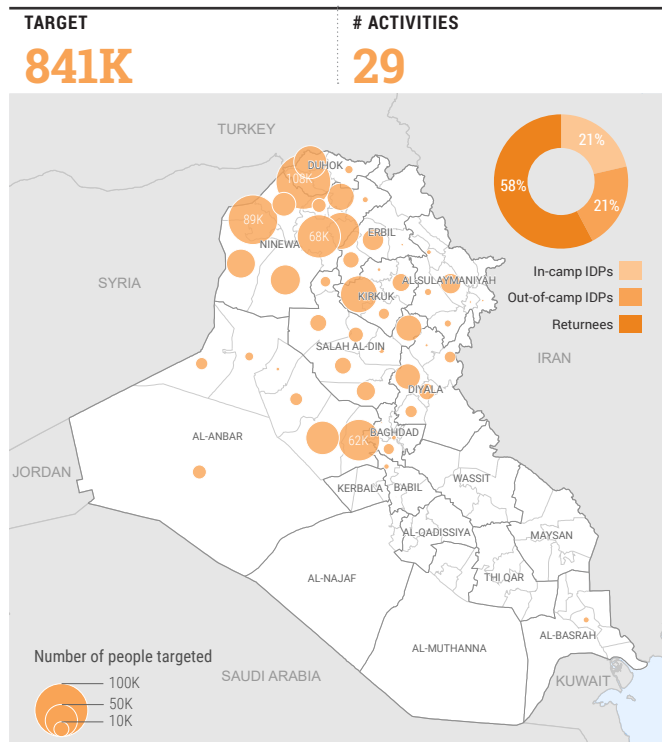 TARGET
841K
# ACTIVITIES
29
TURKEY
21%
58%
21%
DUHOK
108K
89K
68K
ERBIL
NINEWA
In-camp IDPs
Out-of-camp IDPs
Returnees
SYRIA
AL-SULAYMANIYAH
KIRKUK
SALAH AL-DIN
IRAN
DIYALA
AL-ANBAR
BAGHDAD
62K
JORDAN
WASSIT
KERBALA
BABIL
AL-QADISSIYA
MAYSAN
AL-NAJAF
THI QAR
AL-BASRAH
AL-MUTHANNA
Number of people targeted
SAUDI ARABIA
KUWAIT
100K
50K
10K